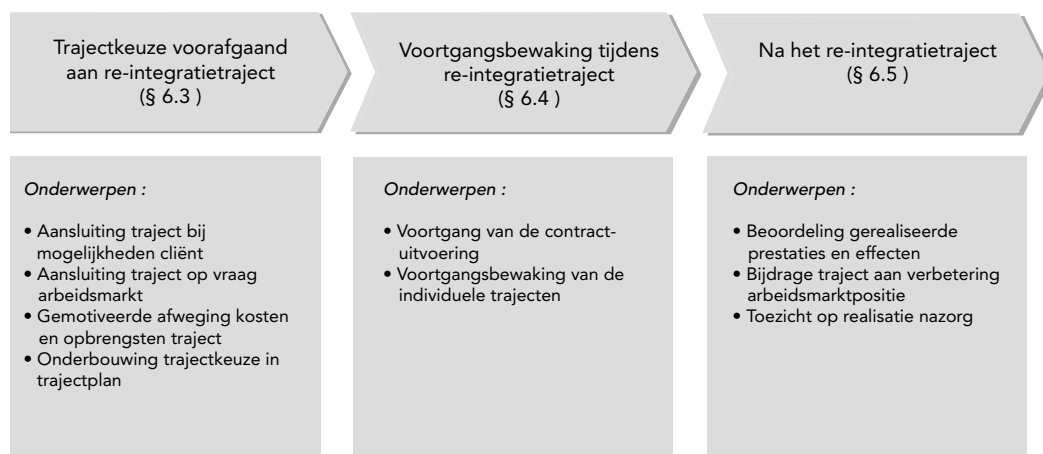 Trajectkeuze voorafgaand
aan re-integratietraject
(§ 6.3 )
Voortgangsbewaking tijdens
re-integratietraject
(§ 6.4 )
Na het re-integratietraject
(§ 6.5 )
Onderwerpen :
• Aansluiting traject bij
mogelijkheden cliënt
• Aansluiting traject op vraag
arbeidsmarkt
• Gemotiveerde afweging kosten
en opbrengsten traject
• Onderbouwing trajectkeuze in
trajectplan
Onderwerpen :
• Voortgang van de contract-
uitvoering
• Voortgangsbewaking van de
individuele trajecten
Onderwerpen :
• Beoordeling gerealiseerde
prestaties en effecten
• Bijdrage traject aan verbetering
arbeidsmarktpositie
• Toezicht op realisatie nazorg